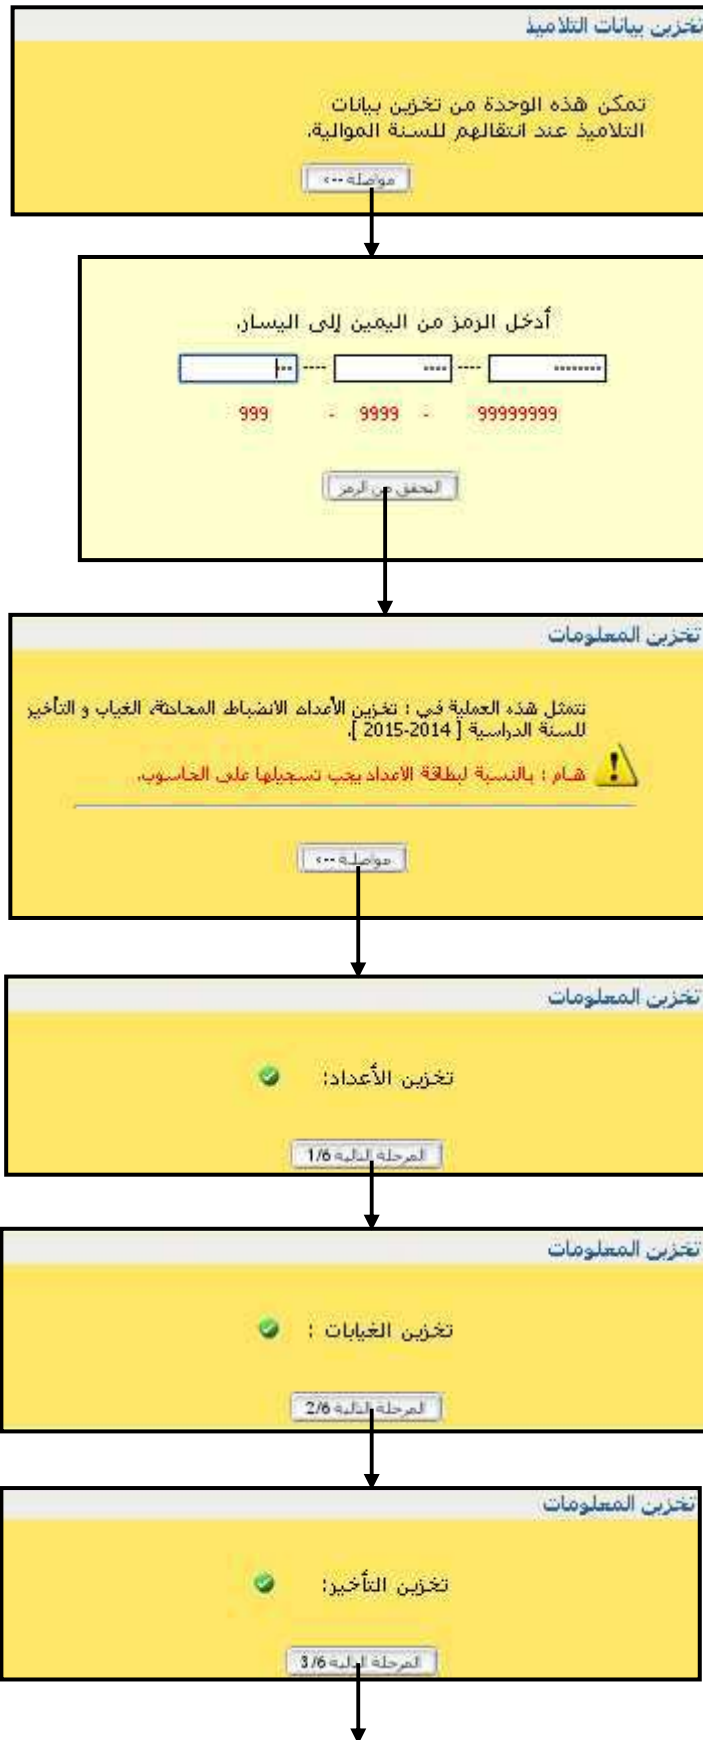 تخزين بيانات التلاميذ
تمكن هذه الوحدة من تخزين بيانات
التلاميذ عند انتقالهم للسنة الموالية.
مواصلة -->
أدخل الرمز من اليمين إلى اليسار.
999 - 9999 - 99999999
التحقق من الرمز
تخزين المعلومات
تتمثل هذه العملية في : تخزين الأعداد، الانضباط، المحادثة، الغياب و التأخير
للسنة الدراسية [ 2014-2015 ].
هـام : بالنسبة لبطاقة الاعداد يجب تسجيلها على الحاسوب.
مواصلة -->
تخزين المعلومات
تخزين الأعداد:
المرحلة التالية 1/6
تخزين المعلومات
تخزين الغيابات :
المرحلة التالية 2/6
تخزين المعلومات
تخزين التأخير:
المرحلة التالية 3/6